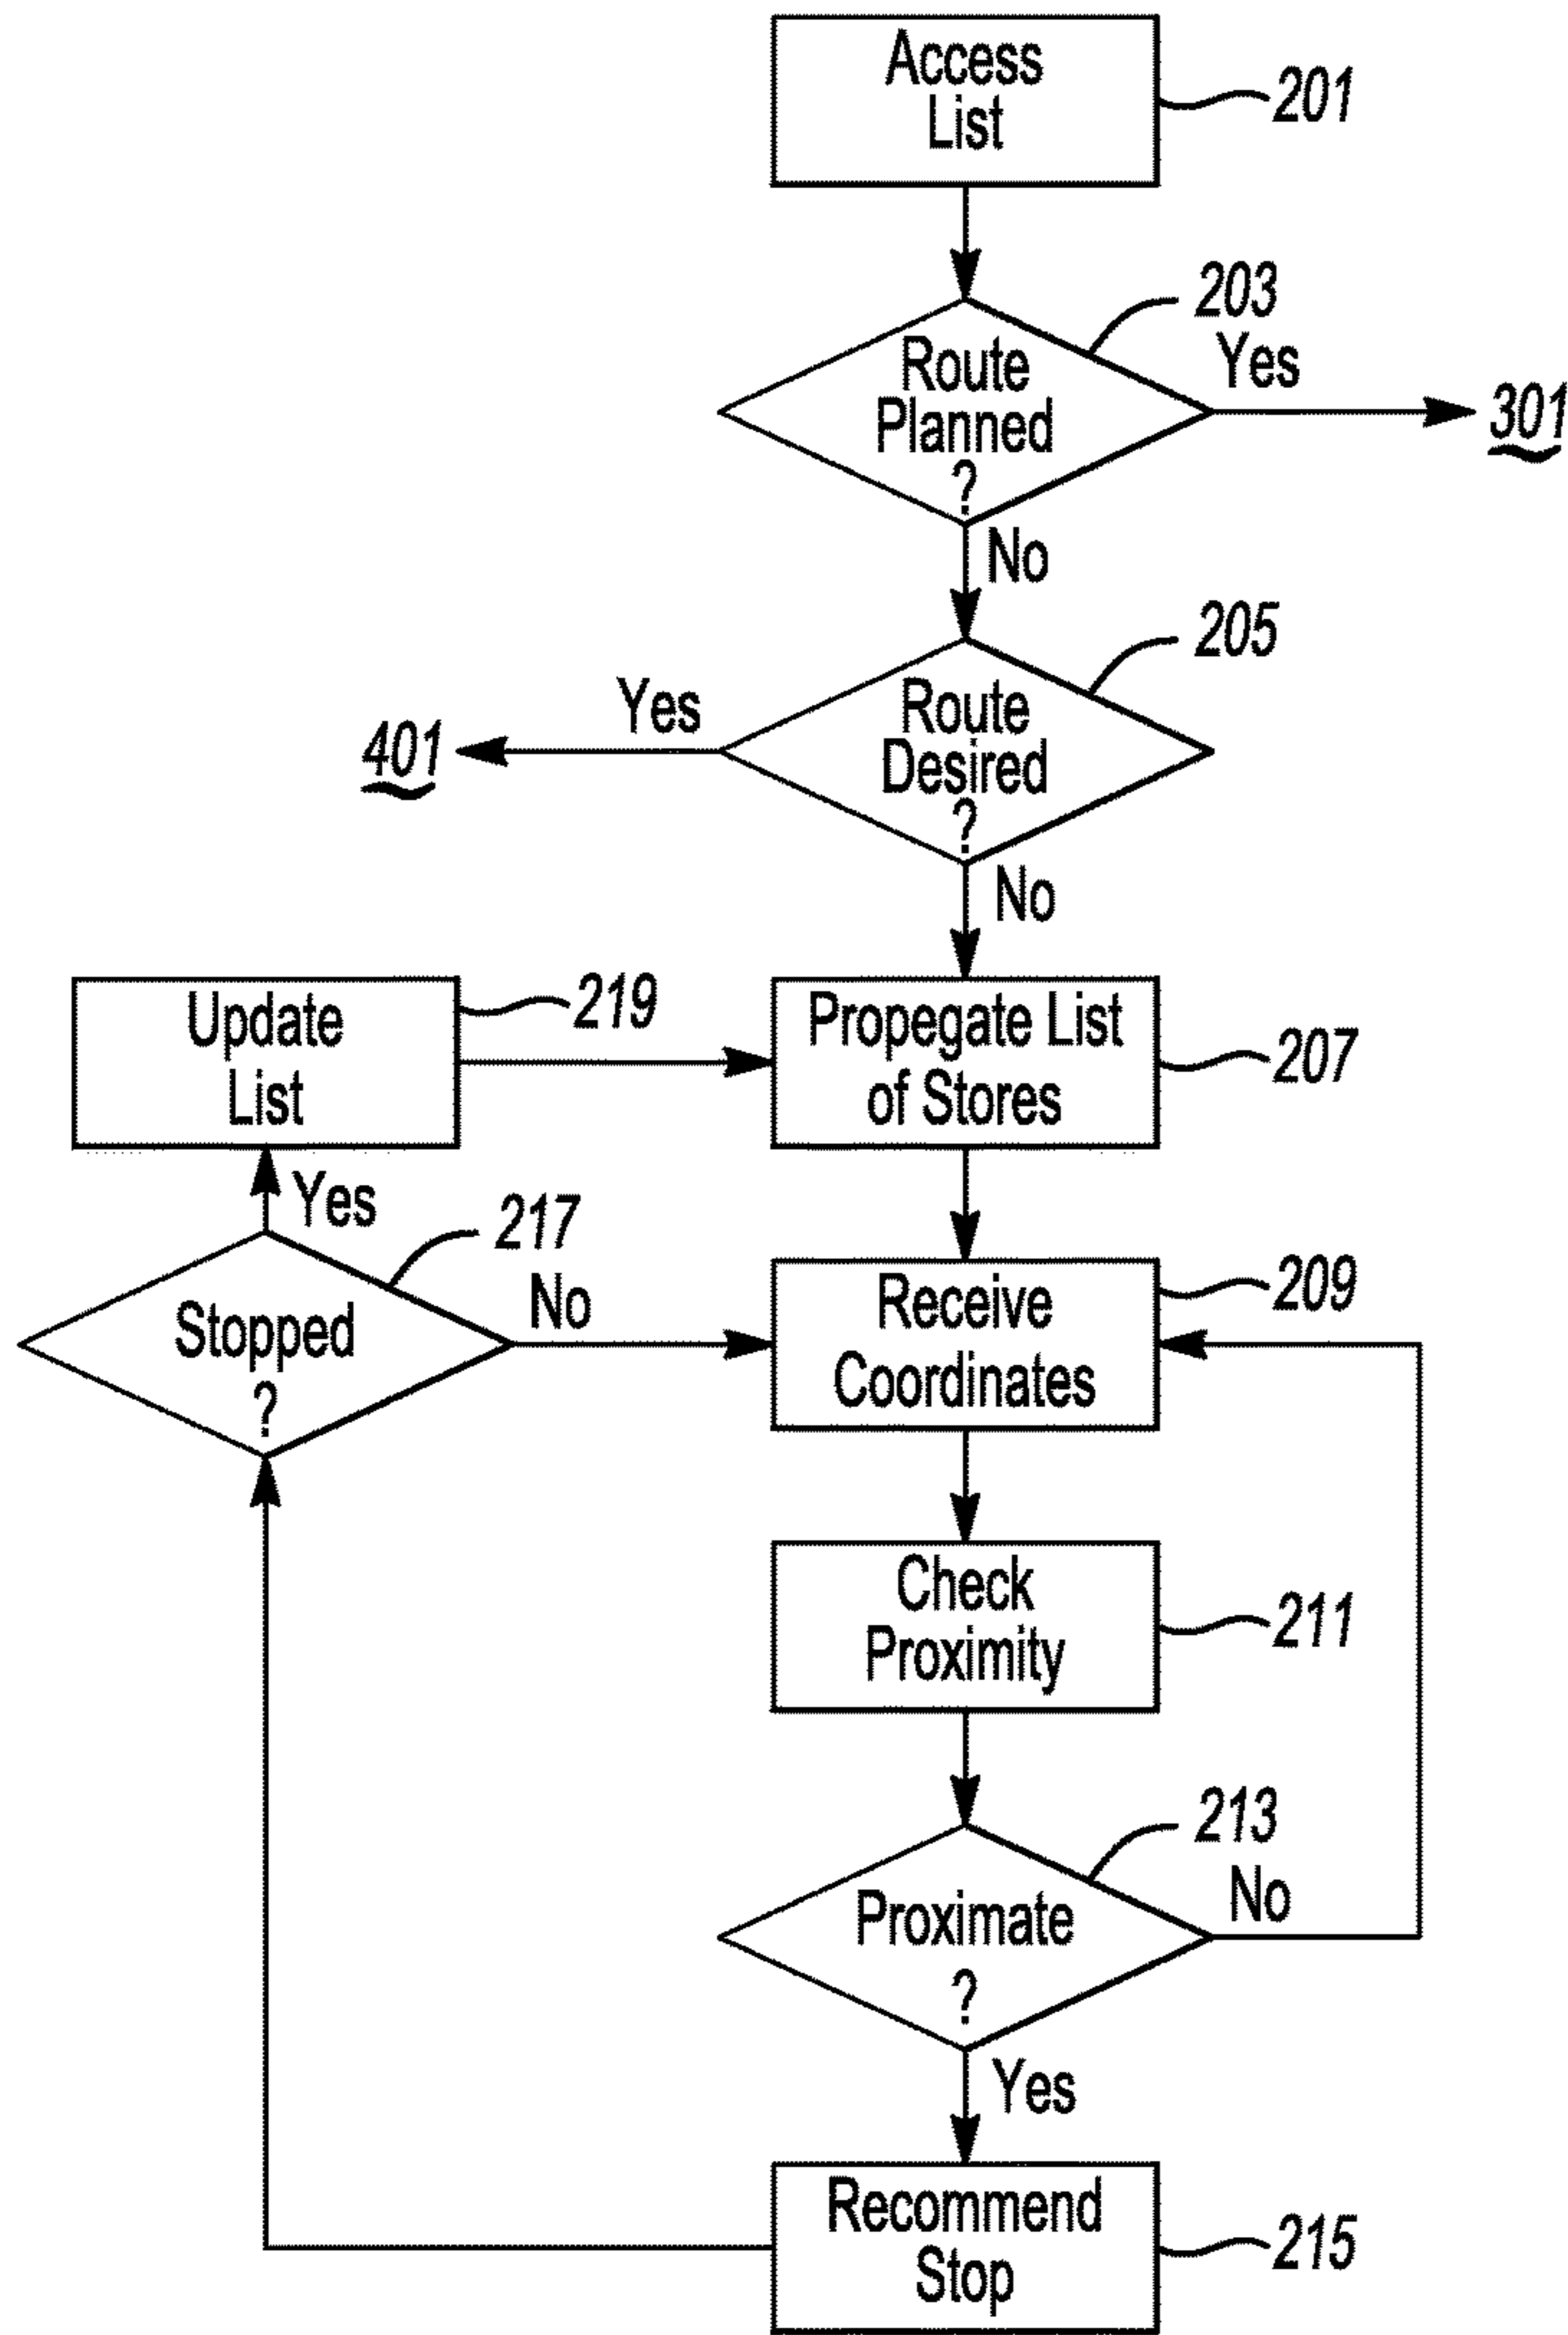 Access
List
201
203
Route
Planned
?
Yes
301
No
205
Route
Desired
?
Yes
401
No
Update
List
219
Propegate List
of Stores
207
Yes
217
Stopped
?
No
Receive
Coordinates
209
Check
Proximity
211
213
Proximate
?
No
Yes
Recommend
Stop
215